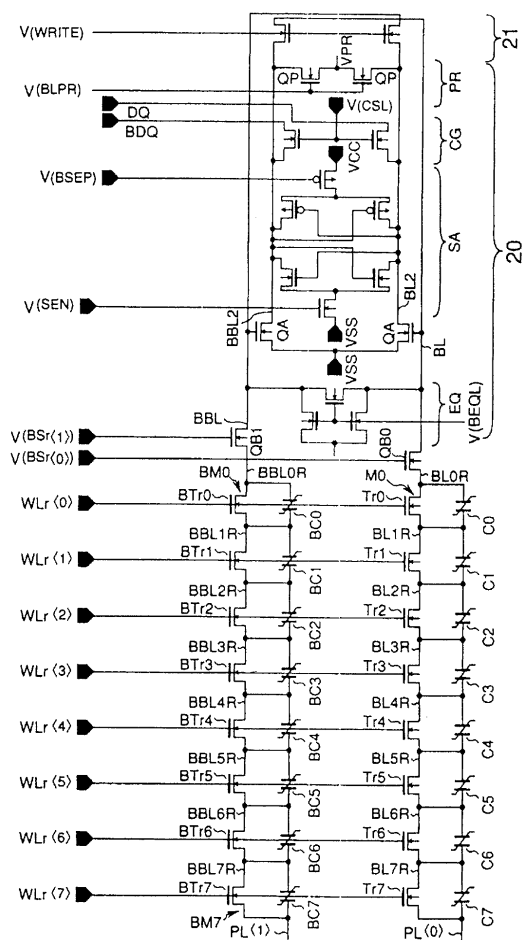 V(WRITE)
21
VPR
QP
QP
PR
V(BLPR)
V(CSL)
DQ
BDQ
CG
VCC
V(BSEP)
SA
20
V(SEN)
BBL2
BL2
QA
VSS
VSS
QA
BL
BBL
EQ
V(BEQL)
V(BSr⟨1⟩)
QB1
V(BSr⟨0⟩)
QB0
BM0
BBL0R
M0
BL0R
WLr⟨0⟩
BTr0
BC0
Tr0
C0
BBL1R
BL1R
WLr⟨1⟩
BTr1
BC1
Tr1
C1
BBL2R
BL2R
WLr⟨2⟩
BTr2
BC2
Tr2
C2
BBL3R
BL3R
WLr⟨3⟩
BTr3
BC3
Tr3
C3
BBL4R
BL4R
WLr⟨4⟩
BTr4
BC4
Tr4
C4
BBL5R
BL5R
WLr⟨5⟩
BTr5
BC5
Tr5
C5
BBL6R
BL6R
WLr⟨6⟩
BTr6
BC6
Tr6
C6
BBL7R
BL7R
WLr⟨7⟩
BTr7
BC7
Tr7
C7
BM7
PL⟨1⟩
PL⟨0⟩